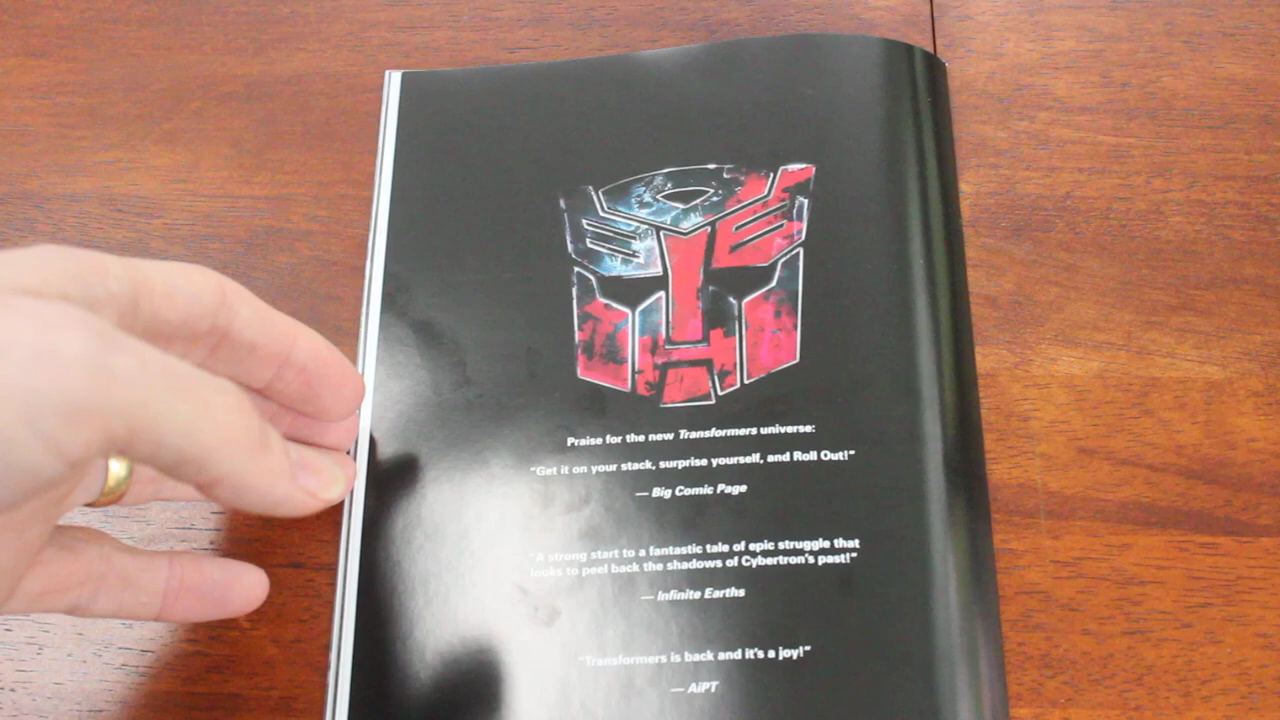 Praise for the new Transformers universe:
"Get it on your stack, surprise yourself, and Roll Out!"
— Big Comic Page
"A strong start to a fantastic tale of epic struggle that
looks to peel back the shadows of Cybertron's past!"
— Infinite Earths
"Transformers is back and it's a joy!"
— AiPT